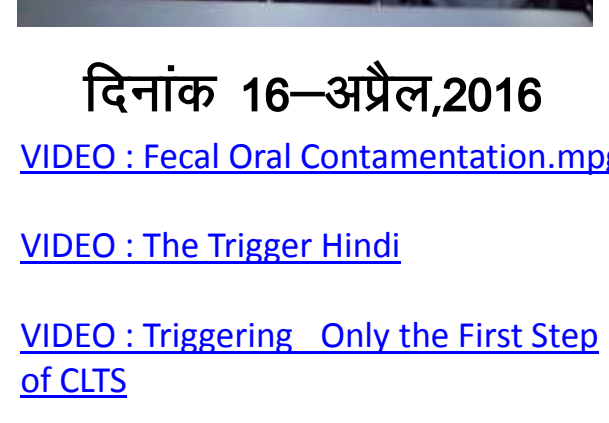 दिनांक 16—अप्रैल,2016
VIDEO : Fecal Oral Contamentation.mpg
VIDEO : The Trigger Hindi
VIDEO : Triggering Only the First Step
of CLTS